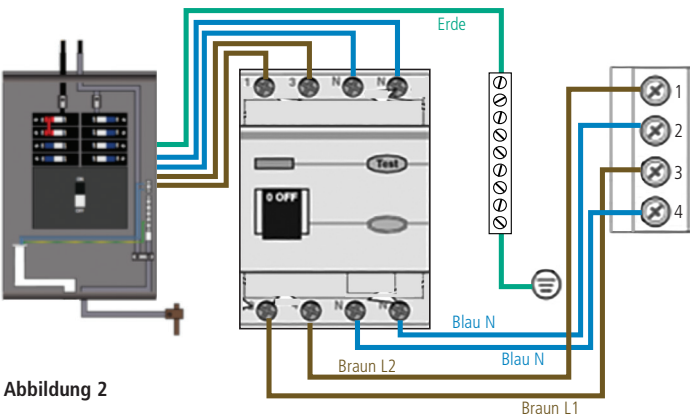 Erde
1 3 N N
Test
0 OFF
N N
1
2
3
4
Blau N
Blau N
Braun L2
Braun L1
Abbildung 2